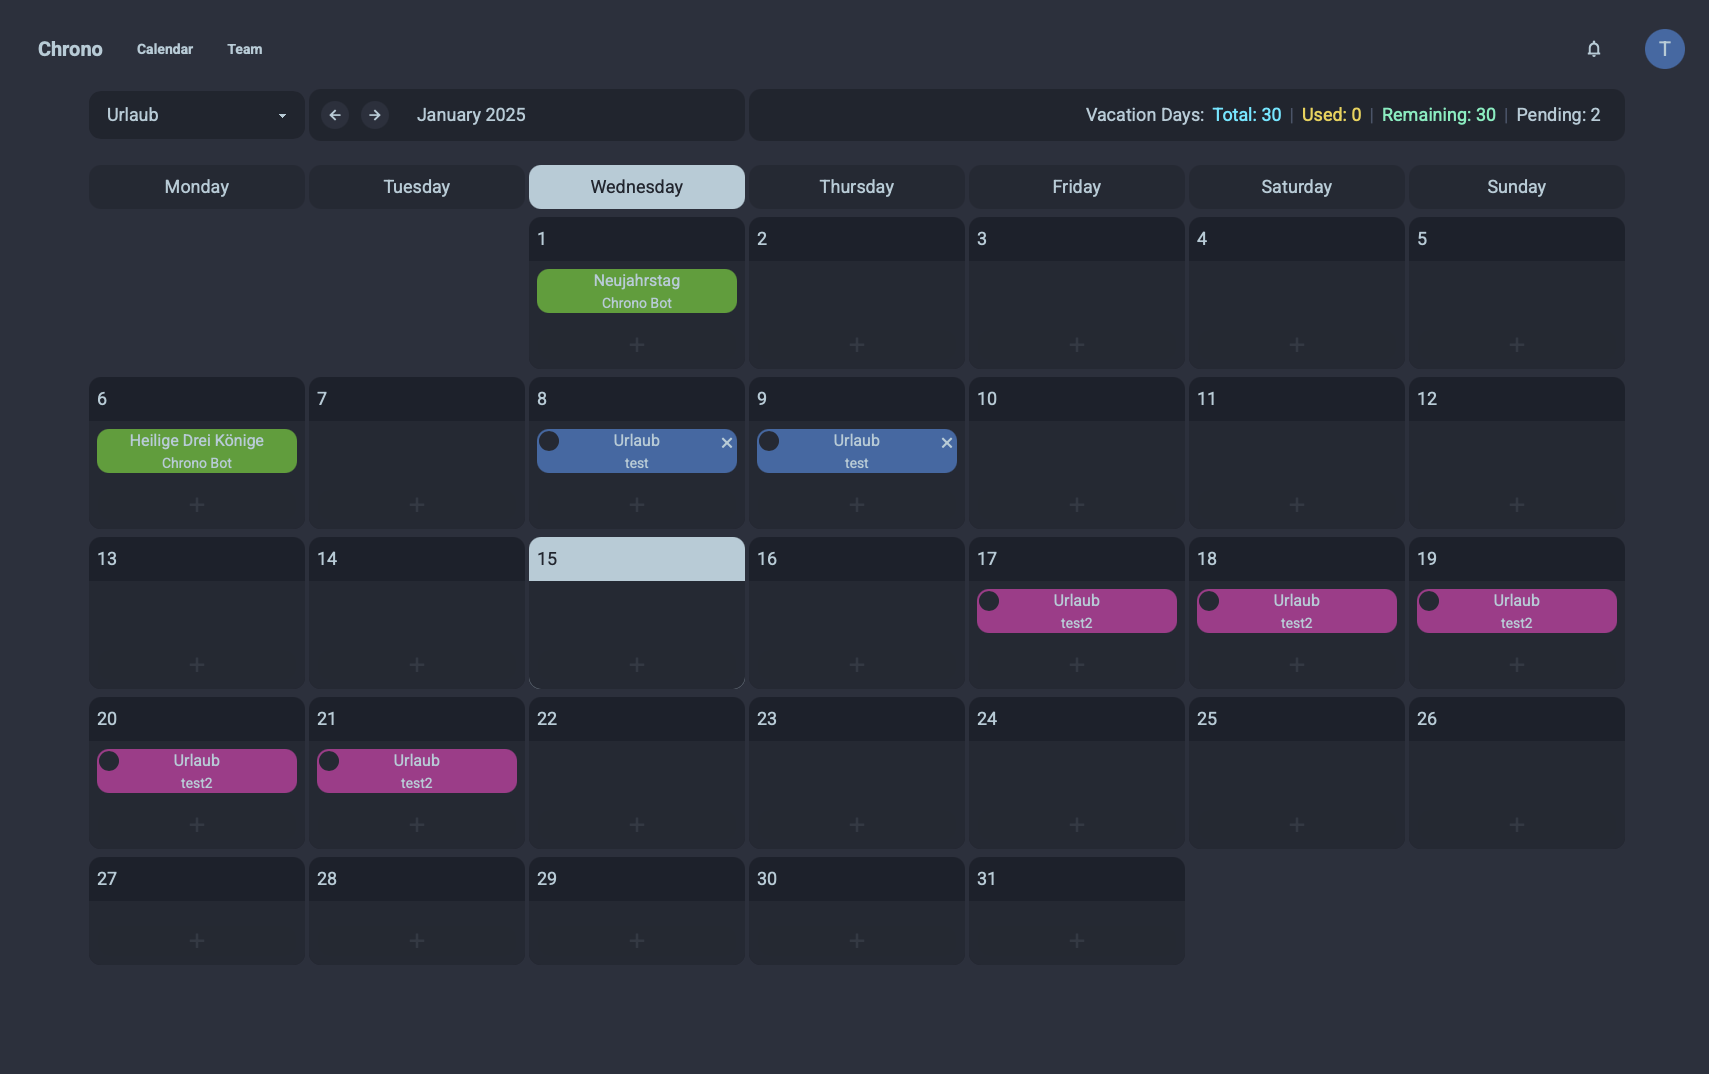 Chrono Calendar Team T
Urlaub January 2025 Vacation Days: Total: 30 | Used: 0 | Remaining: 30 | Pending: 2
Monday Tuesday Wednesday Thursday Friday Saturday Sunday
1 2 3 4 5
Neujahrstag
Chrono Bot
6 7 8 9 10 11 12
Heilige Drei Könige Urlaub Urlaub
Chrono Bot test test
13 14 15 16 17 18 19
Urlaub Urlaub Urlaub
test2 test2 test2
20 21 22 23 24 25 26
Urlaub Urlaub
test2 test2
27 28 29 30 31